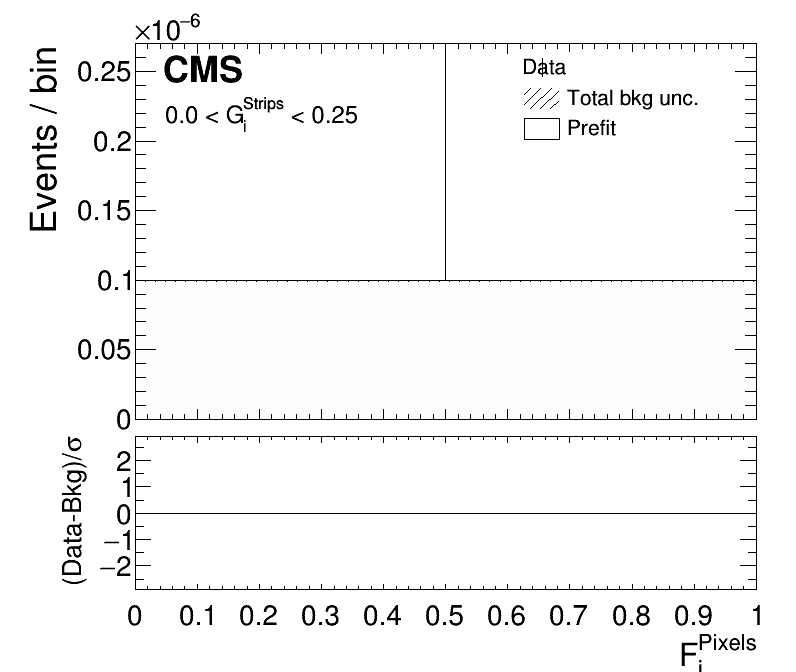 ×10⁻⁶
Events / bin
0.25
0.2
0.15
0.1
0.05
0
CMS
0.0 < G_i^Strips < 0.25
Data
Total bkg unc.
Prefit
(Data-Bkg)/σ
2
1
0
−1
−2
0 0.1 0.2 0.3 0.4 0.5 0.6 0.7 0.8 0.9 1
F_i^Pixels